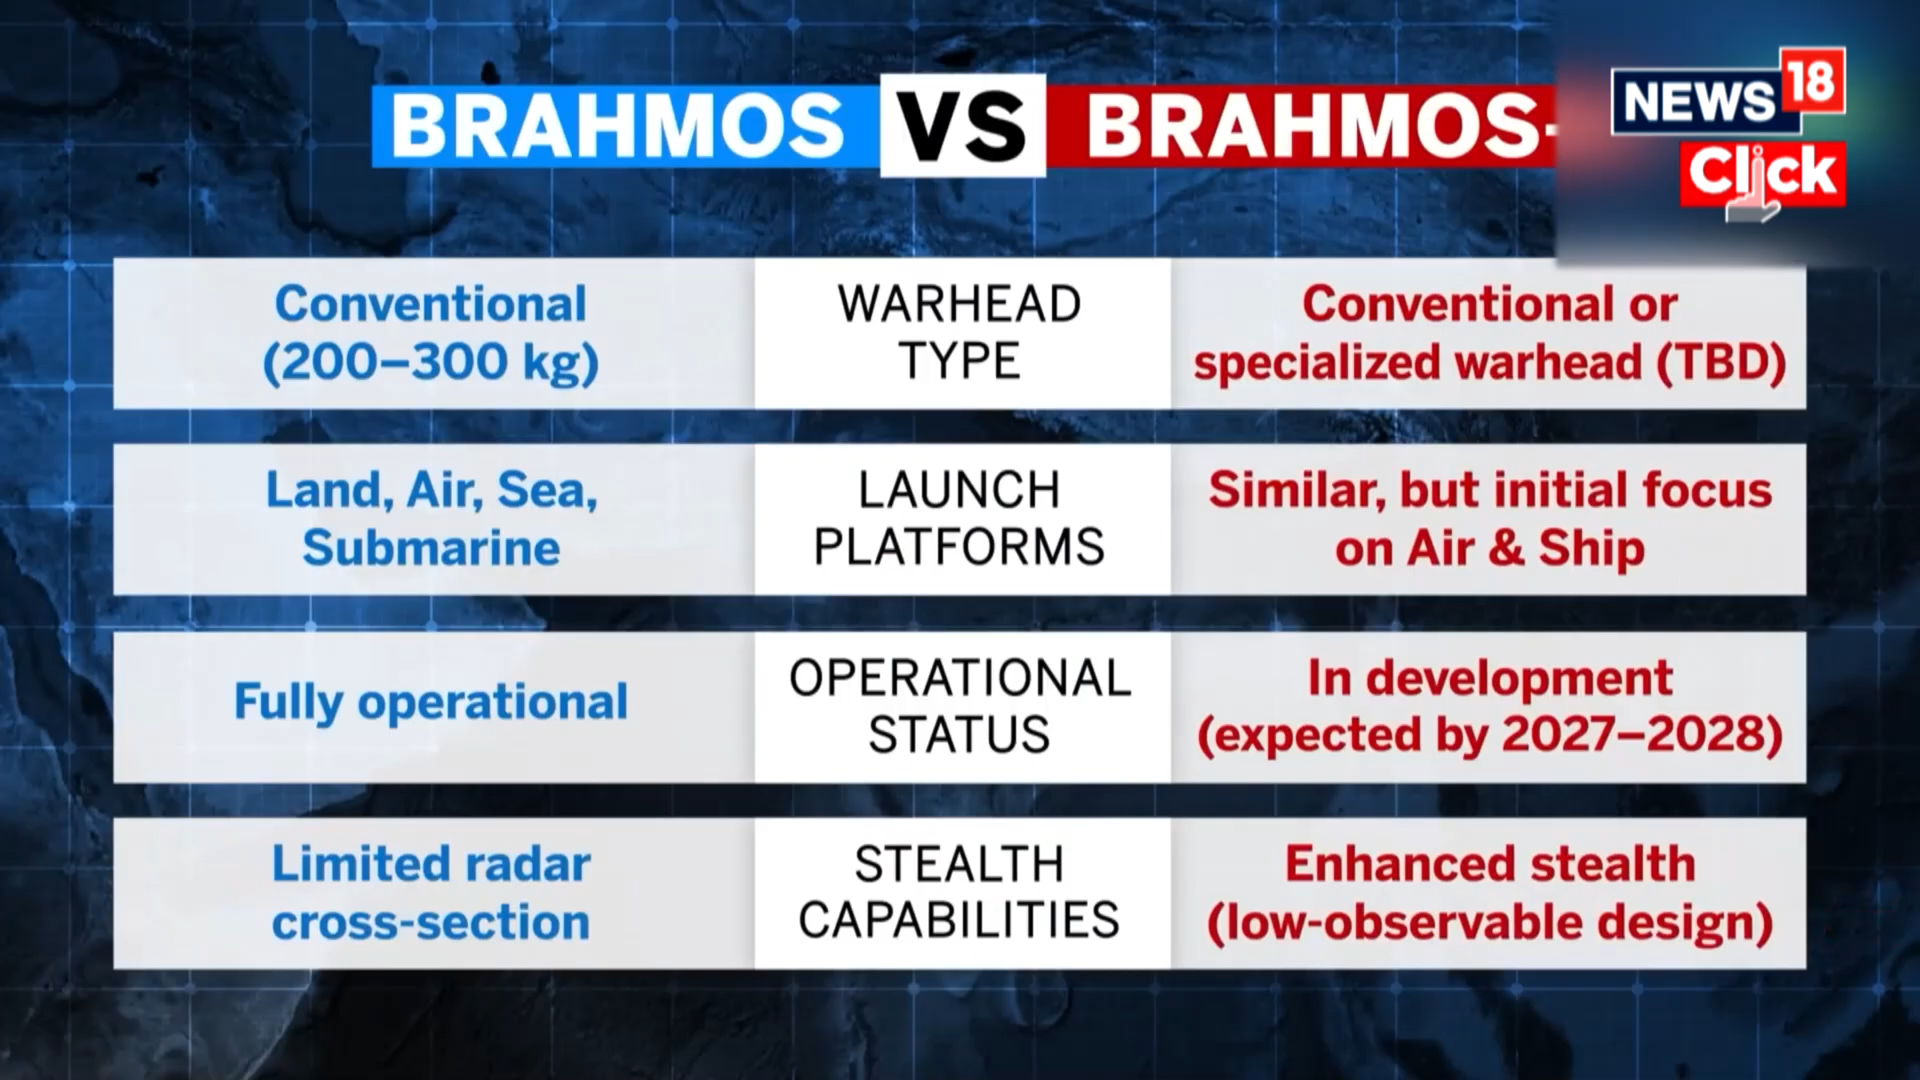 BRAHMOS VS BRAHMOS-
NEWS 18
Click
Conventional
(200–300 kg)
WARHEAD
TYPE
Conventional or
specialized warhead (TBD)
Land, Air, Sea,
Submarine
LAUNCH
PLATFORMS
Similar, but initial focus
on Air & Ship
Fully operational
OPERATIONAL
STATUS
In development
(expected by 2027–2028)
Limited radar
cross-section
STEALTH
CAPABILITIES
Enhanced stealth
(low-observable design)